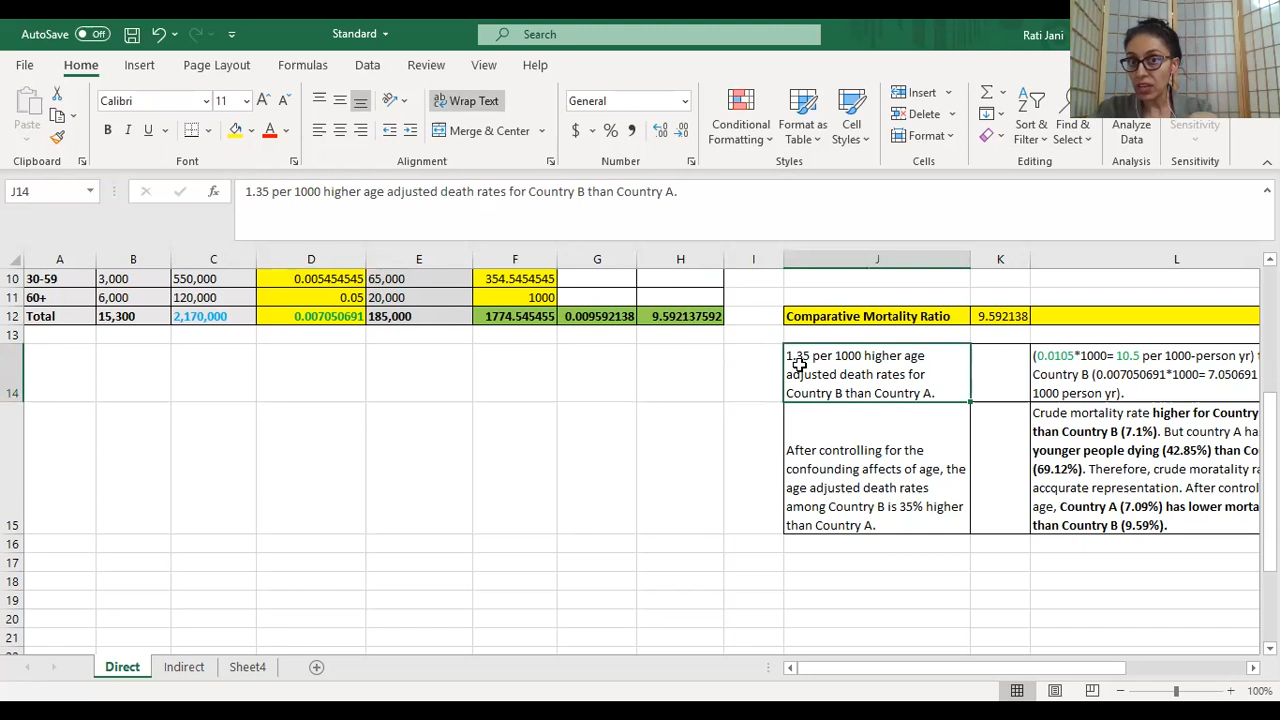 AutoSave Off Standard Search Rati Jani
File Home Insert Page Layout Formulas Data Review View Help
Calibri 11 Wrap Text General Insert
Paste B I U Merge & Center $ % Conditional Formatting Format as Table Cell Styles Delete Sort & Filter Find & Select Analyze Data Sensitivity
Format
Clipboard Font Alignment Number Styles Cells Editing Analysis Sensitivity
J14 fx 1.35 per 1000 higher age adjusted death rates for Country B than Country A.
A B C D E F G H I J K L
10 30-59 3,000 550,000 0.005454545 65,000 354.5454545
11 60+ 6,000 120,000 0.05 20,000 1000
12 Total 15,300 2,170,000 0.007050691 185,000 1774.545455 0.009592138 9.592137592 Comparative Mortality Ratio 9.592138
13
14
1.35 per 1000 higher age
adjusted death rates for
Country B than Country A.
(0.0105*1000= 10.5 per 1000-person yr) t
Country B (0.007050691*1000= 7.050691
1000 person yr).
15
After controlling for the
confounding affects of age, the
age adjusted death rates
among Country B is 35% higher
than Country A.
Crude mortality rate higher for Country
than Country B (7.1%). But country A ha
younger people dying (42.85%) than Co
(69.12%). Therefore, crude moratality ra
accqurate representation. After control
age, Country A (7.09%) has lower morta
than Country B (9.59%).
16
17
18
19
20
21
Direct Indirect Sheet4
100%